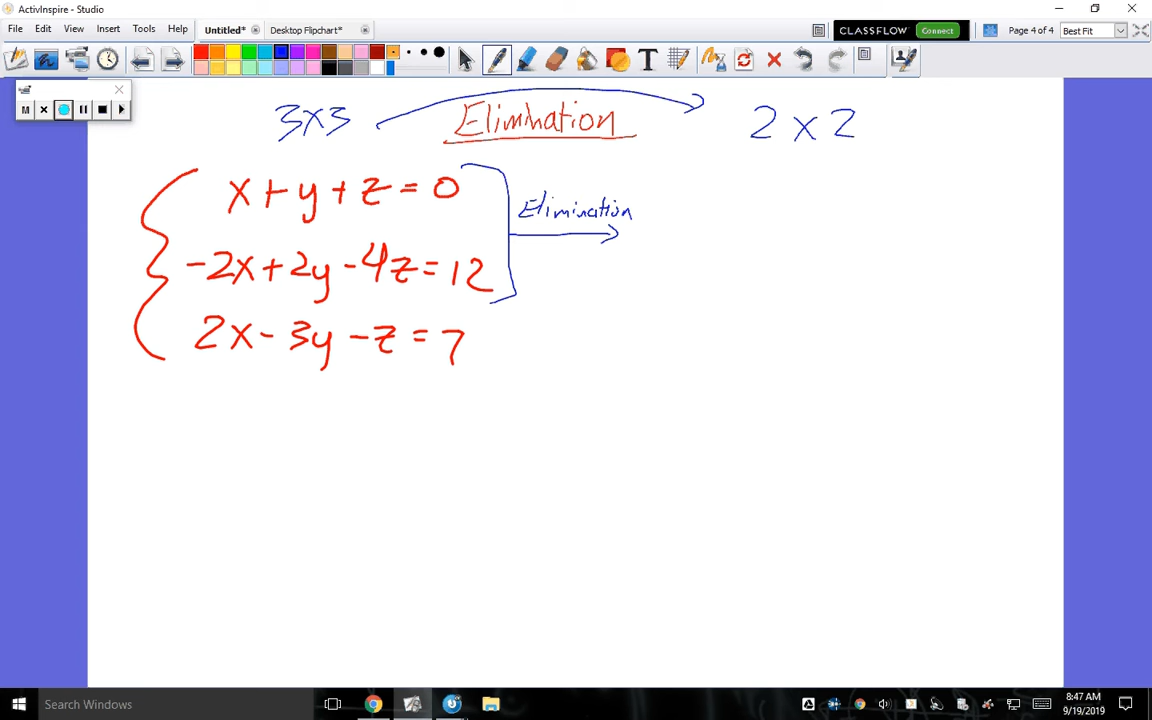 ActivInspire - Studio
File Edit View Insert Tools Help
Untitled*
Desktop Flipchart*
CLASSFLOW Connect
Page 4 of 4
Best Fit
M
T
3x3
Elimination
2 x 2
x + y + z = 0
Elimination
-2x + 2y - 4z = 12
2x - 3y - z = 7
Search Windows
8:47 AM
9/19/2019